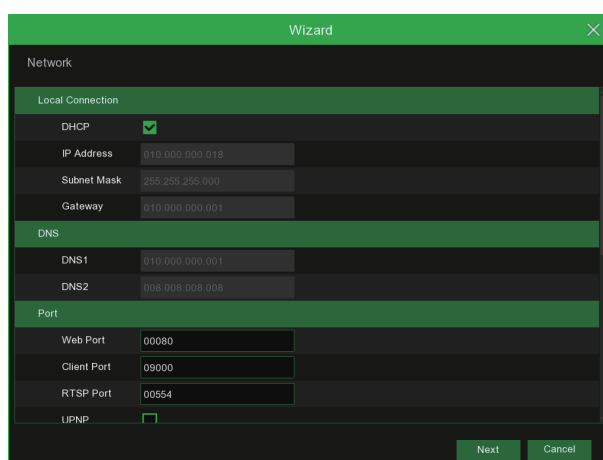 Wizard
Network
Local Connection
DHCP
IP Address 010.000.000.018
Subnet Mask 255.255.255.000
Gateway 010.000.000.001
DNS
DNS1 010.000.000.001
DNS2 008.008.008.008
Port
Web Port 00080
Client Port 09000
RTSP Port 00554
UPNP
Next Cancel